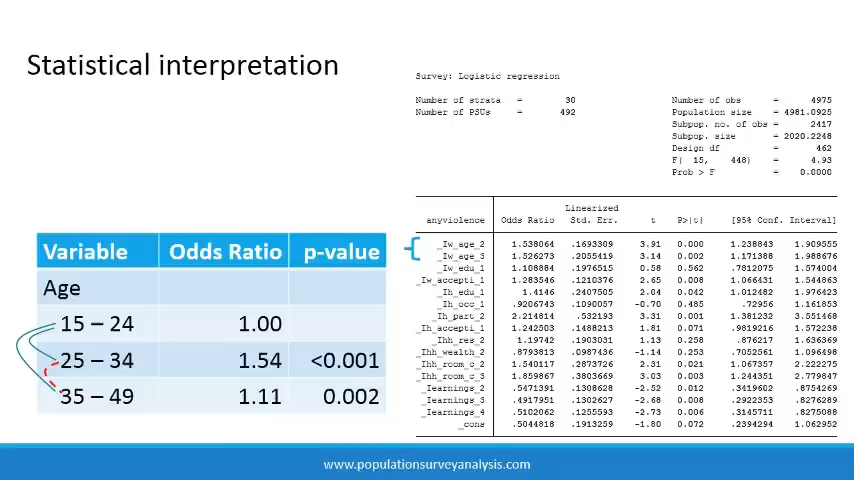 Statistical interpretation
Survey: Logistic regression
Number of strata = 30 Number of obs = 4975
Number of PSUs = 492 Population size = 4981.0925
Subpop. no. of obs = 2417
Subpop. size = 2020.2248
Design df = 462
F( 15, 448) = 4.93
Prob > F = 0.0000
Linearized
anyviolence Odds Ratio Std. Err. t P>|t| [95% Conf. Interval]
_Iw_age_2 1.538064 .1693309 3.91 0.000 1.238843 1.909555
_Iw_age_3 1.526273 .2055419 3.14 0.002 1.171388 1.988676
_Iw_edu_1 1.108884 .1976515 0.58 0.562 .7812075 1.574004
_Iw_accepti_1 1.283546 .1210376 2.65 0.008 1.066431 1.544863
_Ih_edu_1 1.4146 .2407505 2.04 0.042 1.012482 1.976423
_Ih_occ_1 .9206743 .1090057 -0.70 0.485 .72956 1.161853
_Ih_part_2 2.214814 .532193 3.31 0.001 1.381232 3.551468
_Ih_accepti_1 1.242503 .1488213 1.81 0.071 .9819216 1.572238
_Ihh_res_2 1.19742 .1903031 1.13 0.258 .876217 1.636369
_Ihh_wealth_2 .8793813 .0987436 -1.14 0.253 .7052561 1.096498
_Ihh_room_c_2 1.540117 .2873726 2.31 0.021 1.067357 2.222275
_Ihh_room_c_3 1.859867 .3803669 3.03 0.003 1.244351 2.779847
_Iearnings_2 .5471391 .1308628 -2.52 0.012 .3419602 .8754269
_Iearnings_3 .4917951 .1302627 -2.68 0.008 .2922353 .8276289
_Iearnings_4 .5102062 .1255593 -2.73 0.006 .3145711 .8275088
_cons .5044818 .1913259 -1.80 0.072 .2394294 1.062952
Variable Odds Ratio p-value
Age
15 – 24 1.00
25 – 34 1.54 <0.001
35 – 49 1.11 0.002
www.populationsurveyanalysis.com